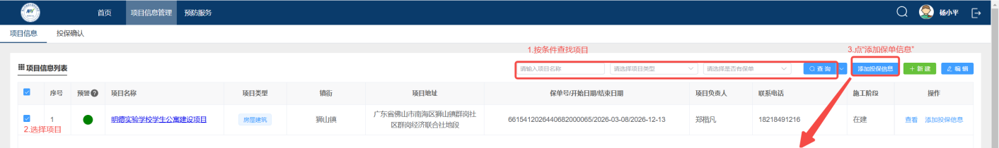 首页 项目信息管理 预防服务 杨小平
项目信息 投保确认
1.按条件查找项目 3.点“添加保单信息”
项目信息列表 请输入项目名称 请选择项目类型 请选择是否有保单 查询 添加投保信息 + 新建 编辑
序号 预警 ? 项目名称 项目类型 镇街 项目地址 保单号/开始日期/结束日期 项目负责人 联系电话 施工阶段 操作
1 明德实验学校学生公寓建设项目 房屋建筑 狮山镇 广东省佛山市南海区狮山镇群岗社 6615412026440682000065/2026-03-08/2026-12-13 郑楷凡 18218491216 在建 查看 添加投保信息
区群岗经济联合社地段
2.选择项目